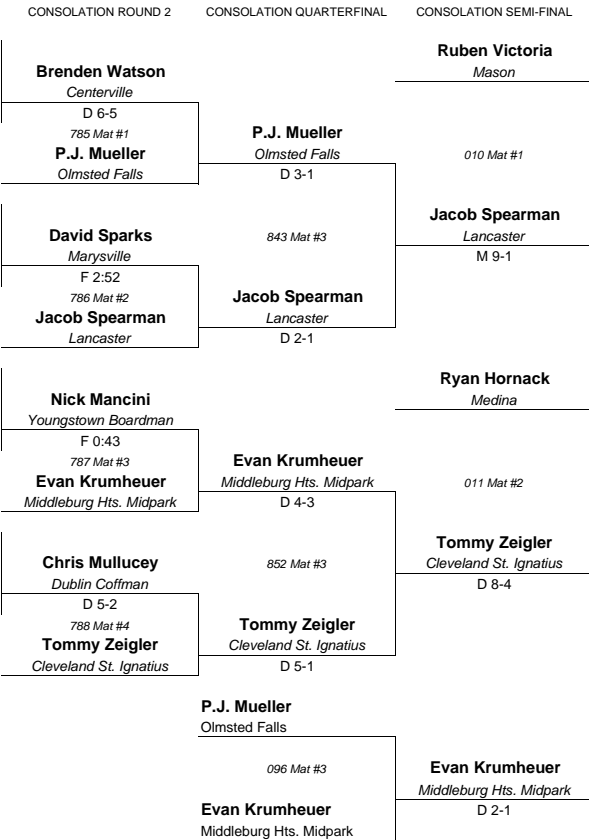 CONSOLATION ROUND 2
CONSOLATION QUARTERFINAL
CONSOLATION SEMI-FINAL
Brenden Watson
Centerville
D 6-5
785 Mat #1
P.J. Mueller
Olmsted Falls
David Sparks
Marysville
F 2:52
786 Mat #2
Jacob Spearman
Lancaster
Nick Mancini
Youngstown Boardman
F 0:43
787 Mat #3
Evan Krumheuer
Middleburg Hts. Midpark
Chris Mullucey
Dublin Coffman
D 5-2
788 Mat #4
Tommy Zeigler
Cleveland St. Ignatius
P.J. Mueller
Olmsted Falls
D 3-1
843 Mat #3
Jacob Spearman
Lancaster
D 2-1
Evan Krumheuer
Middleburg Hts. Midpark
D 4-3
852 Mat #3
Tommy Zeigler
Cleveland St. Ignatius
D 5-1
Ruben Victoria
Mason
010 Mat #1
Jacob Spearman
Lancaster
M 9-1
Ryan Hornack
Medina
011 Mat #2
Tommy Zeigler
Cleveland St. Ignatius
D 8-4
P.J. Mueller
Olmsted Falls
096 Mat #3
Evan Krumheuer
Middleburg Hts. Midpark
Evan Krumheuer
Middleburg Hts. Midpark
D 2-1